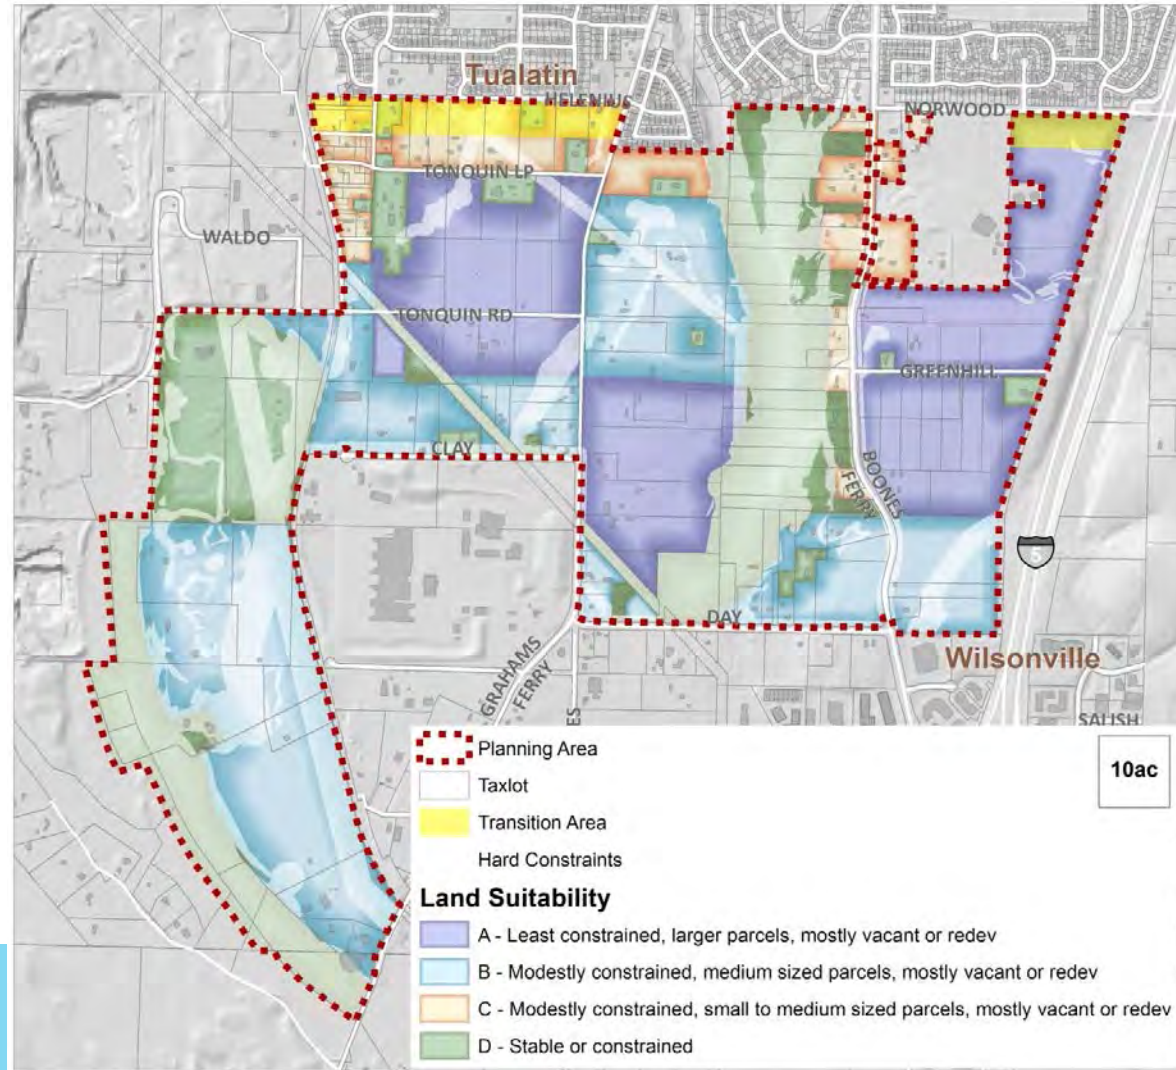 Tualatin
HELENIUS
NORWOOD
TONQUIN LP
WALDO
TONQUIN RD
GREENHILL
CLAY
BOONES
FERRY
5
DAY
Wilsonville
GRAHAMS
FERRY
ES
SALISH
Planning Area
10ac
Taxlot
Transition Area
Hard Constraints
Land Suitability
A - Least constrained, larger parcels, mostly vacant or redev
B - Modestly constrained, medium sized parcels, mostly vacant or redev
C - Modestly constrained, small to medium sized parcels, mostly vacant or redev
D - Stable or constrained